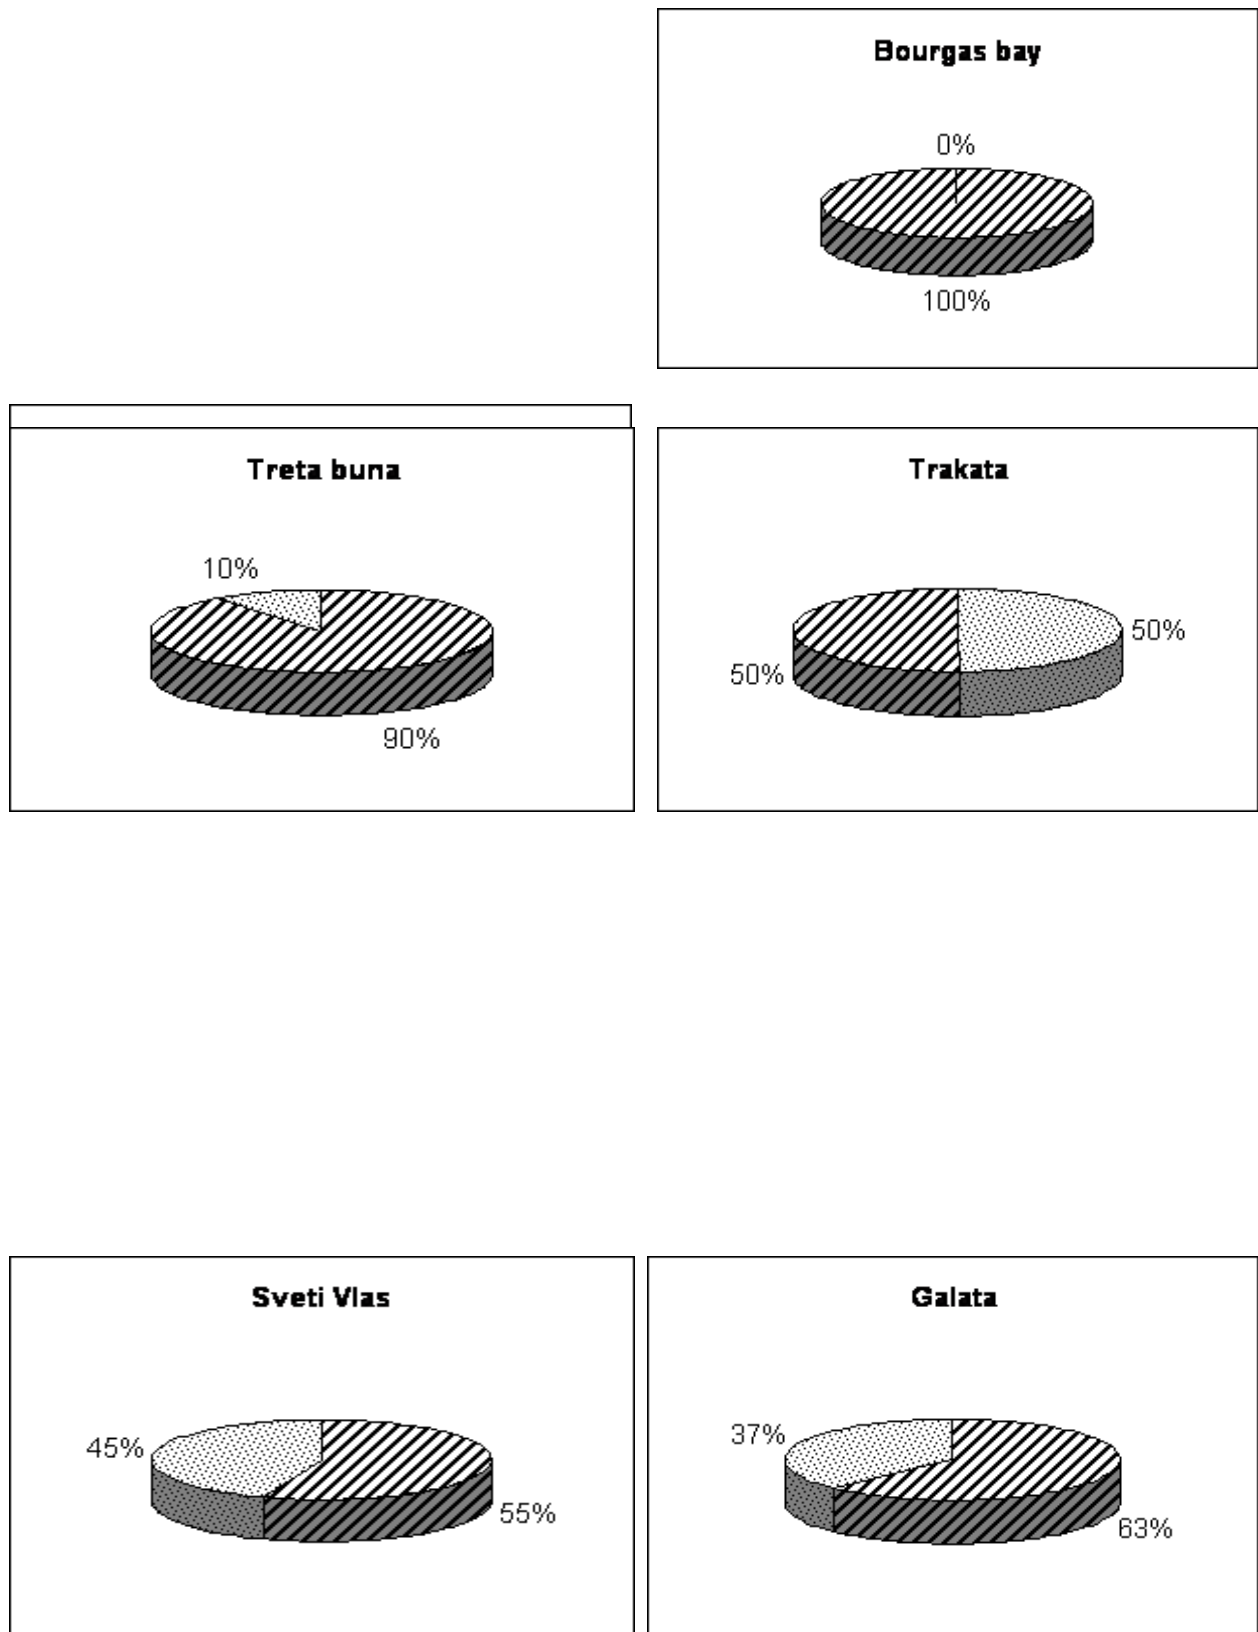 Bourgas bay
0%
100%
Treta buna
10%
90%
Trakata
50%
50%
Sveti Vlas
45%
55%
Galata
37%
63%